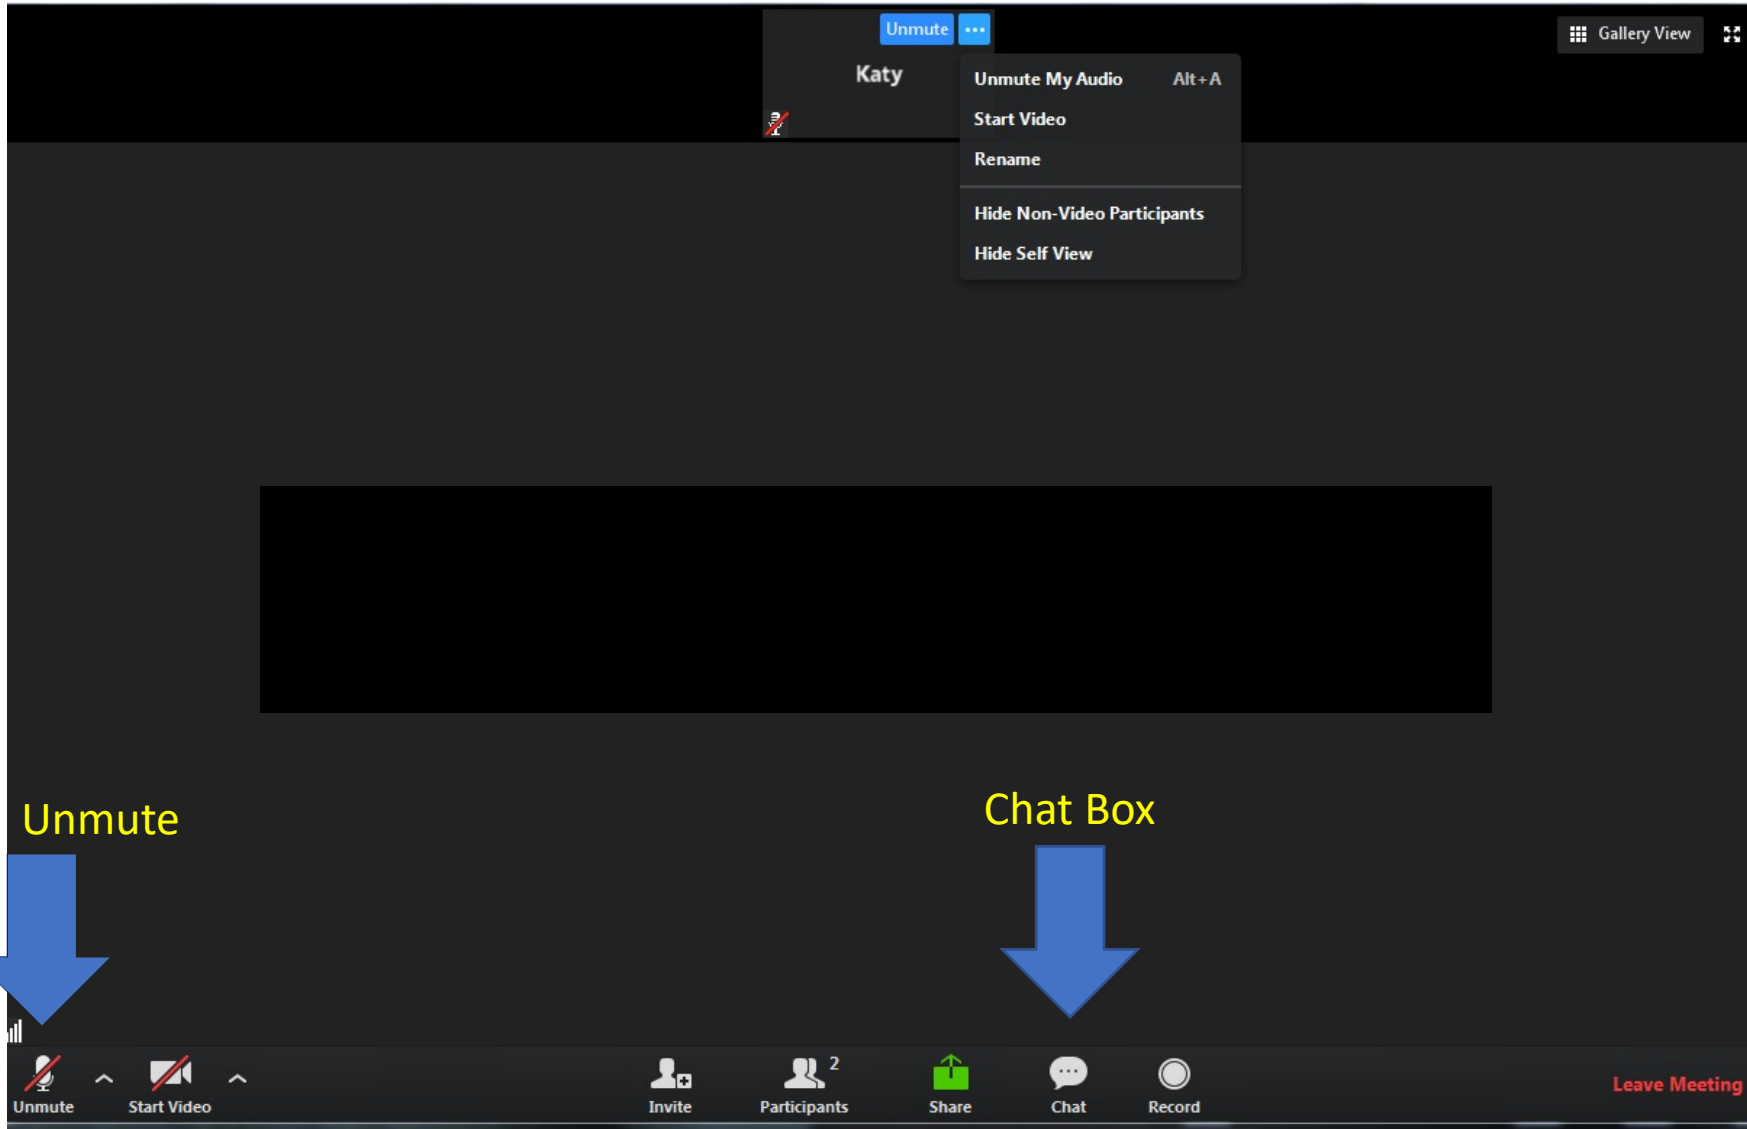 Unmute ...
Gallery View
Katy
Unmute My Audio Alt+A
Start Video
Rename
Hide Non-Video Participants
Hide Self View
Unmute
Chat Box
2
Unmute
Start Video
Invite
Participants
Share
Chat
Record
Leave Meeting